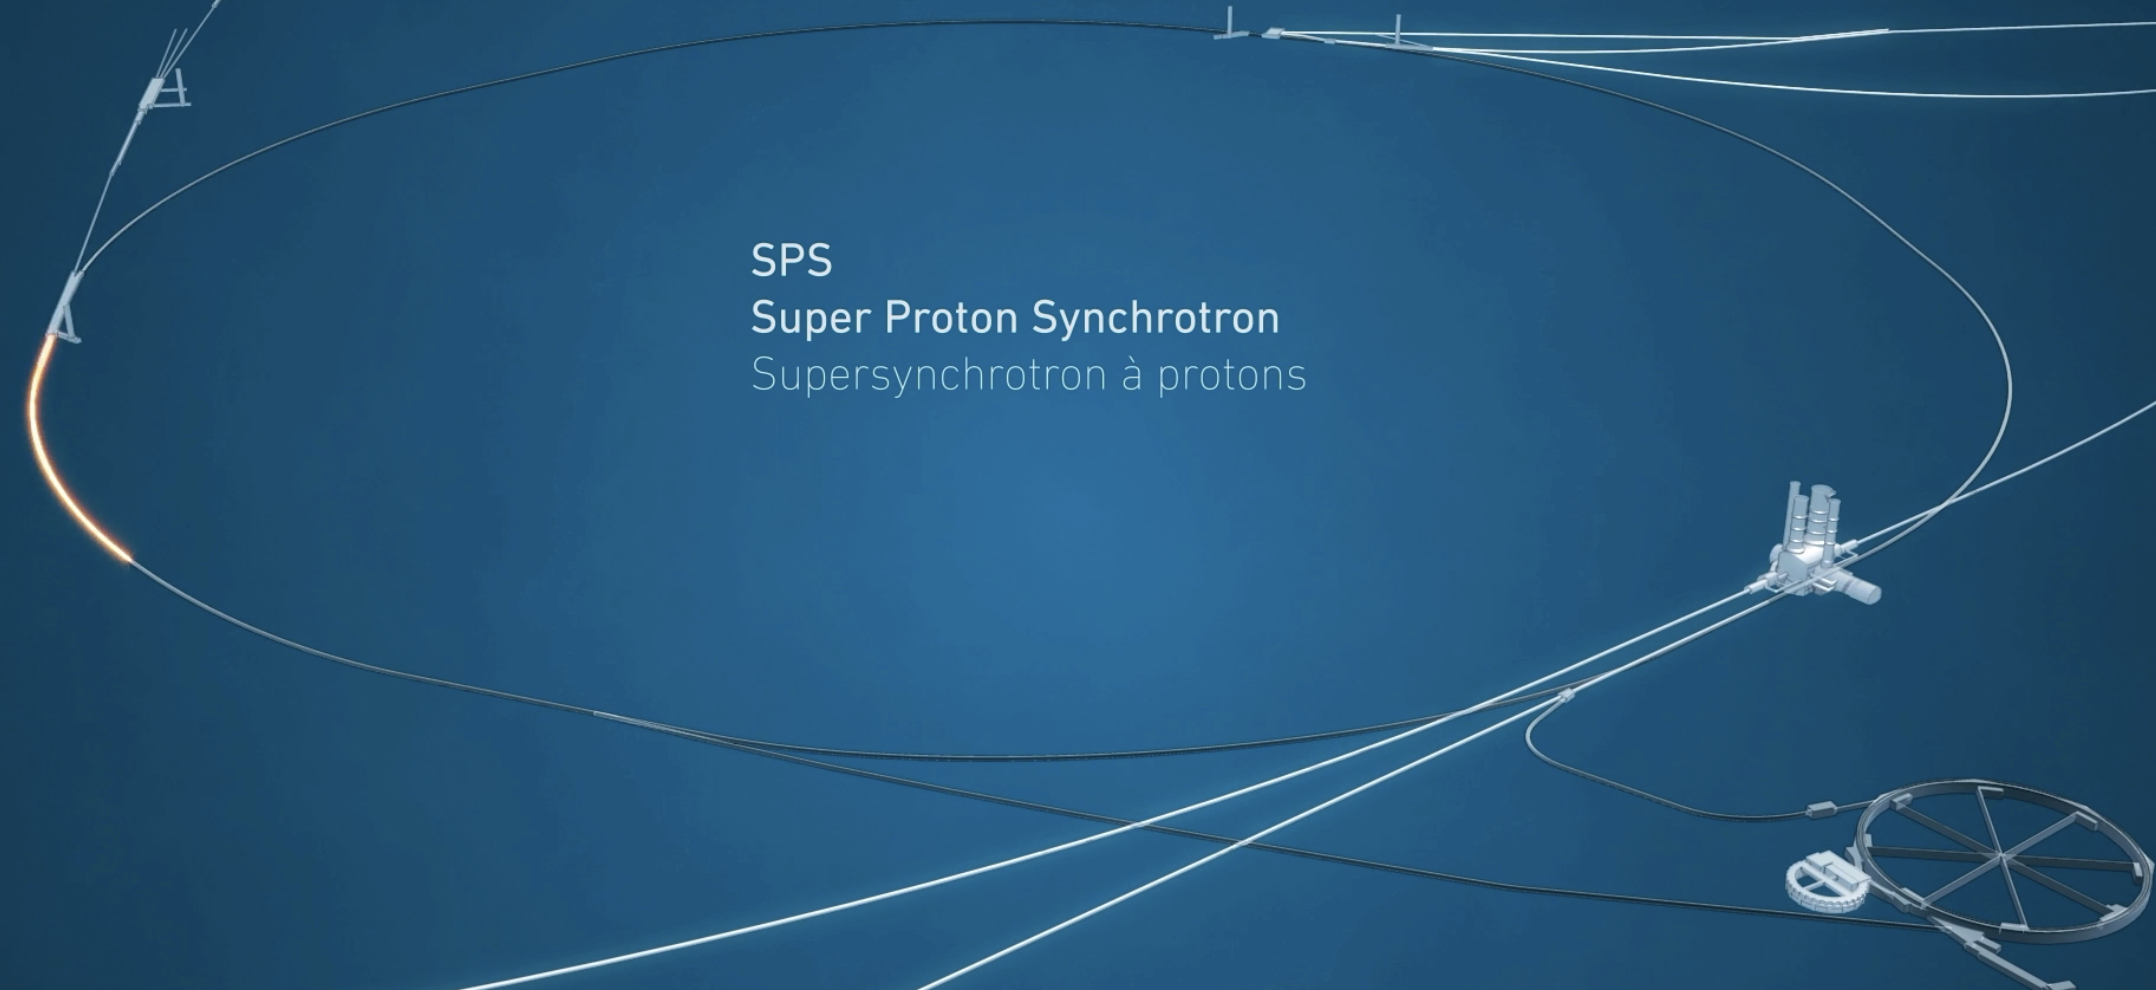 SPS
Super Proton Synchrotron
Supersynchrotron à protons